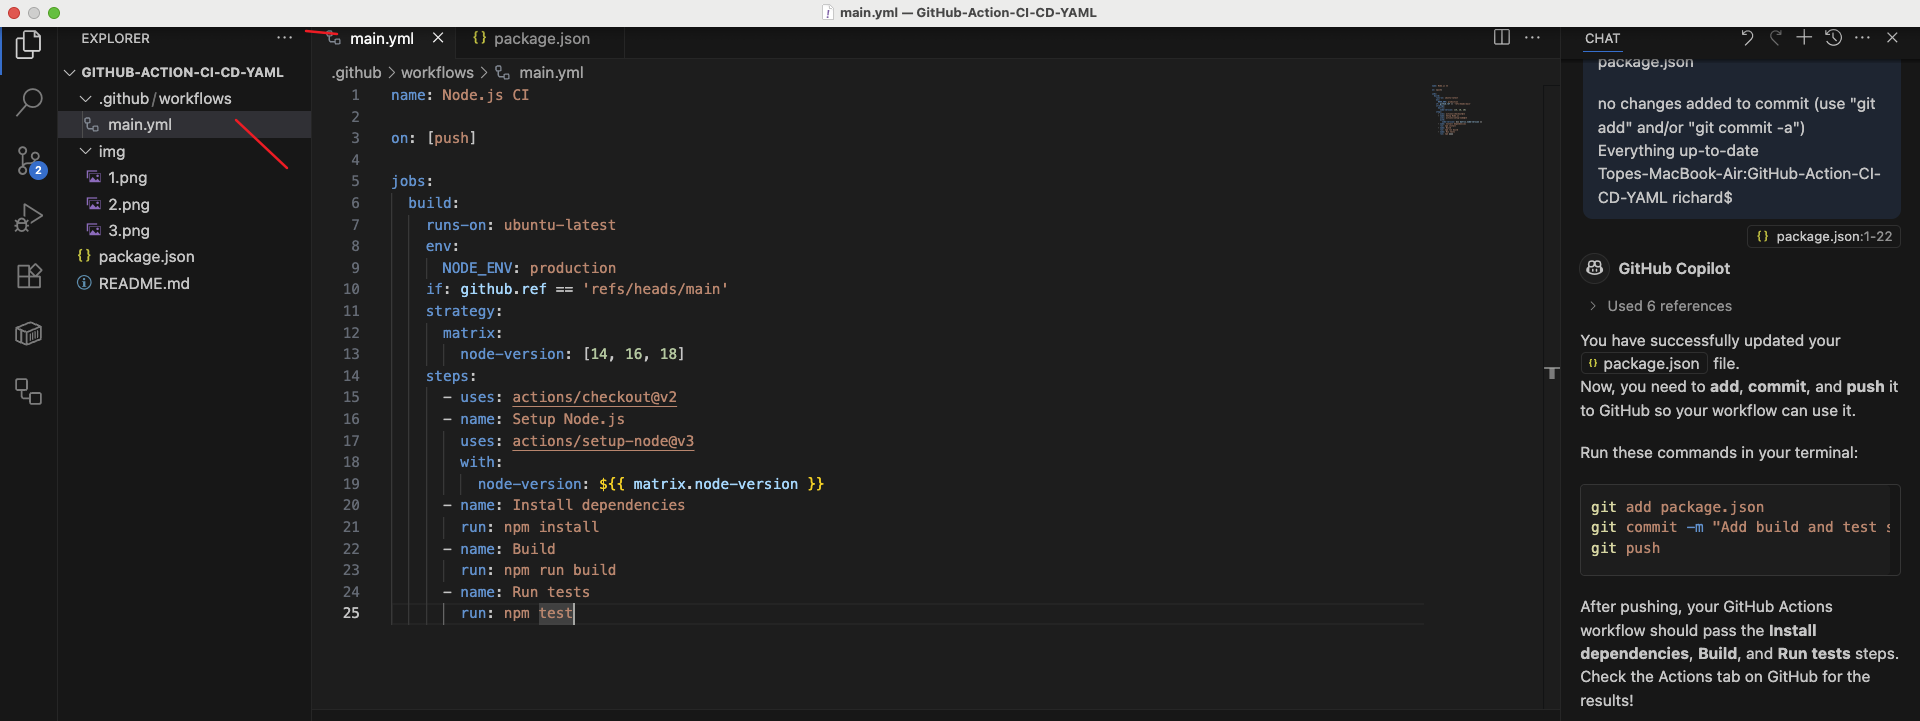 main.yml — GitHub-Action-CI-CD-YAML
EXPLORER
GITHUB-ACTION-CI-CD-YAML
.github/workflows
main.yml
img
1.png
2.png
3.png
{} package.json
README.md
2
main.yml
{} package.json
.github > workflows > main.yml
1 name: Node.js CI
2
3 on: [push]
4
5 jobs:
6 build:
7 runs-on: ubuntu-latest
8 env:
9 NODE_ENV: production
10 if: github.ref == 'refs/heads/main'
11 strategy:
12 matrix:
13 node-version: [14, 16, 18]
14 steps:
15 - uses: actions/checkout@v2
16 - name: Setup Node.js
17 uses: actions/setup-node@v3
18 with:
19 node-version: ${{ matrix.node-version }}
20 - name: Install dependencies
21 run: npm install
22 - name: Build
23 run: npm run build
24 - name: Run tests
25 run: npm test
CHAT
package.json
no changes added to commit (use "git
add" and/or "git commit -a")
Everything up-to-date
Topes-MacBook-Air:GitHub-Action-CI-
CD-YAML richard$
{} package.json:1-22
GitHub Copilot
> Used 6 references
You have successfully updated your
{} package.json file.
Now, you need to add, commit, and push it
to GitHub so your workflow can use it.
Run these commands in your terminal:
git add package.json
git commit -m "Add build and test s
git push
After pushing, your GitHub Actions
workflow should pass the Install
dependencies, Build, and Run tests steps.
Check the Actions tab on GitHub for the
results!